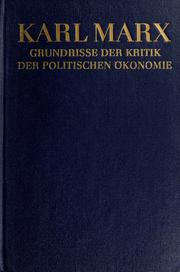 KARL MARX
GRUNDRISSE DER KRITIK
DER POLITISCHEN ÖKONOMIE